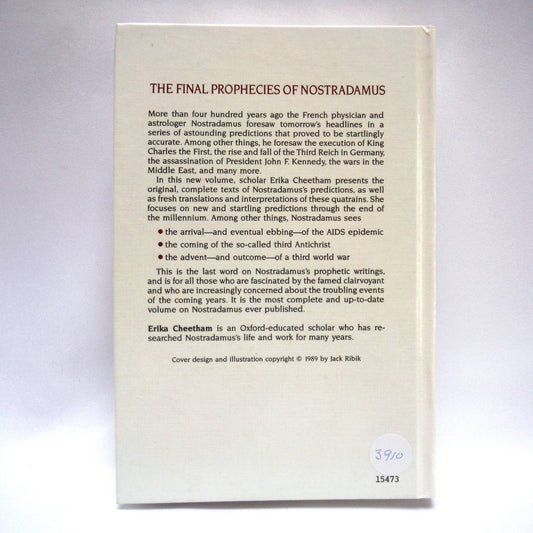 THE FINAL PROPHECIES OF NOSTRADAMUS
More than four hundred years ago the French physician and
astrologer Nostradamus foresaw tomorrow's headlines in a
series of astounding predictions that proved to be startlingly
accurate. Among other things, he foresaw the execution of King
Charles the First, the rise and fall of the Third Reich in Germany,
the assassination of President John F. Kennedy, the wars in the
Middle East, and many more.
In this new volume, scholar Erika Cheetham presents the
original, complete texts of Nostradamus's predictions, as well
as fresh translations and interpretations of these quatrains. She
focuses on new and startling predictions through the end of
the millennium. Among other things, Nostradamus sees
• the arrival—and eventual ebbing—of the AIDS epidemic
• the coming of the so-called third Antichrist
• the advent—and outcome—of a third world war
This is the last word on Nostradamus's prophetic writings,
and is for all those who are fascinated by the famed clairvoyant
and who are increasingly concerned about the troubling events
of the coming years. It is the most complete and up-to-date
volume on Nostradamus ever published.
Erika Cheetham is an Oxford-educated scholar who has re-
searched Nostradamus's life and work for many years.
Cover design and illustration copyright © 1989 by Jack Ribik
3910
15473